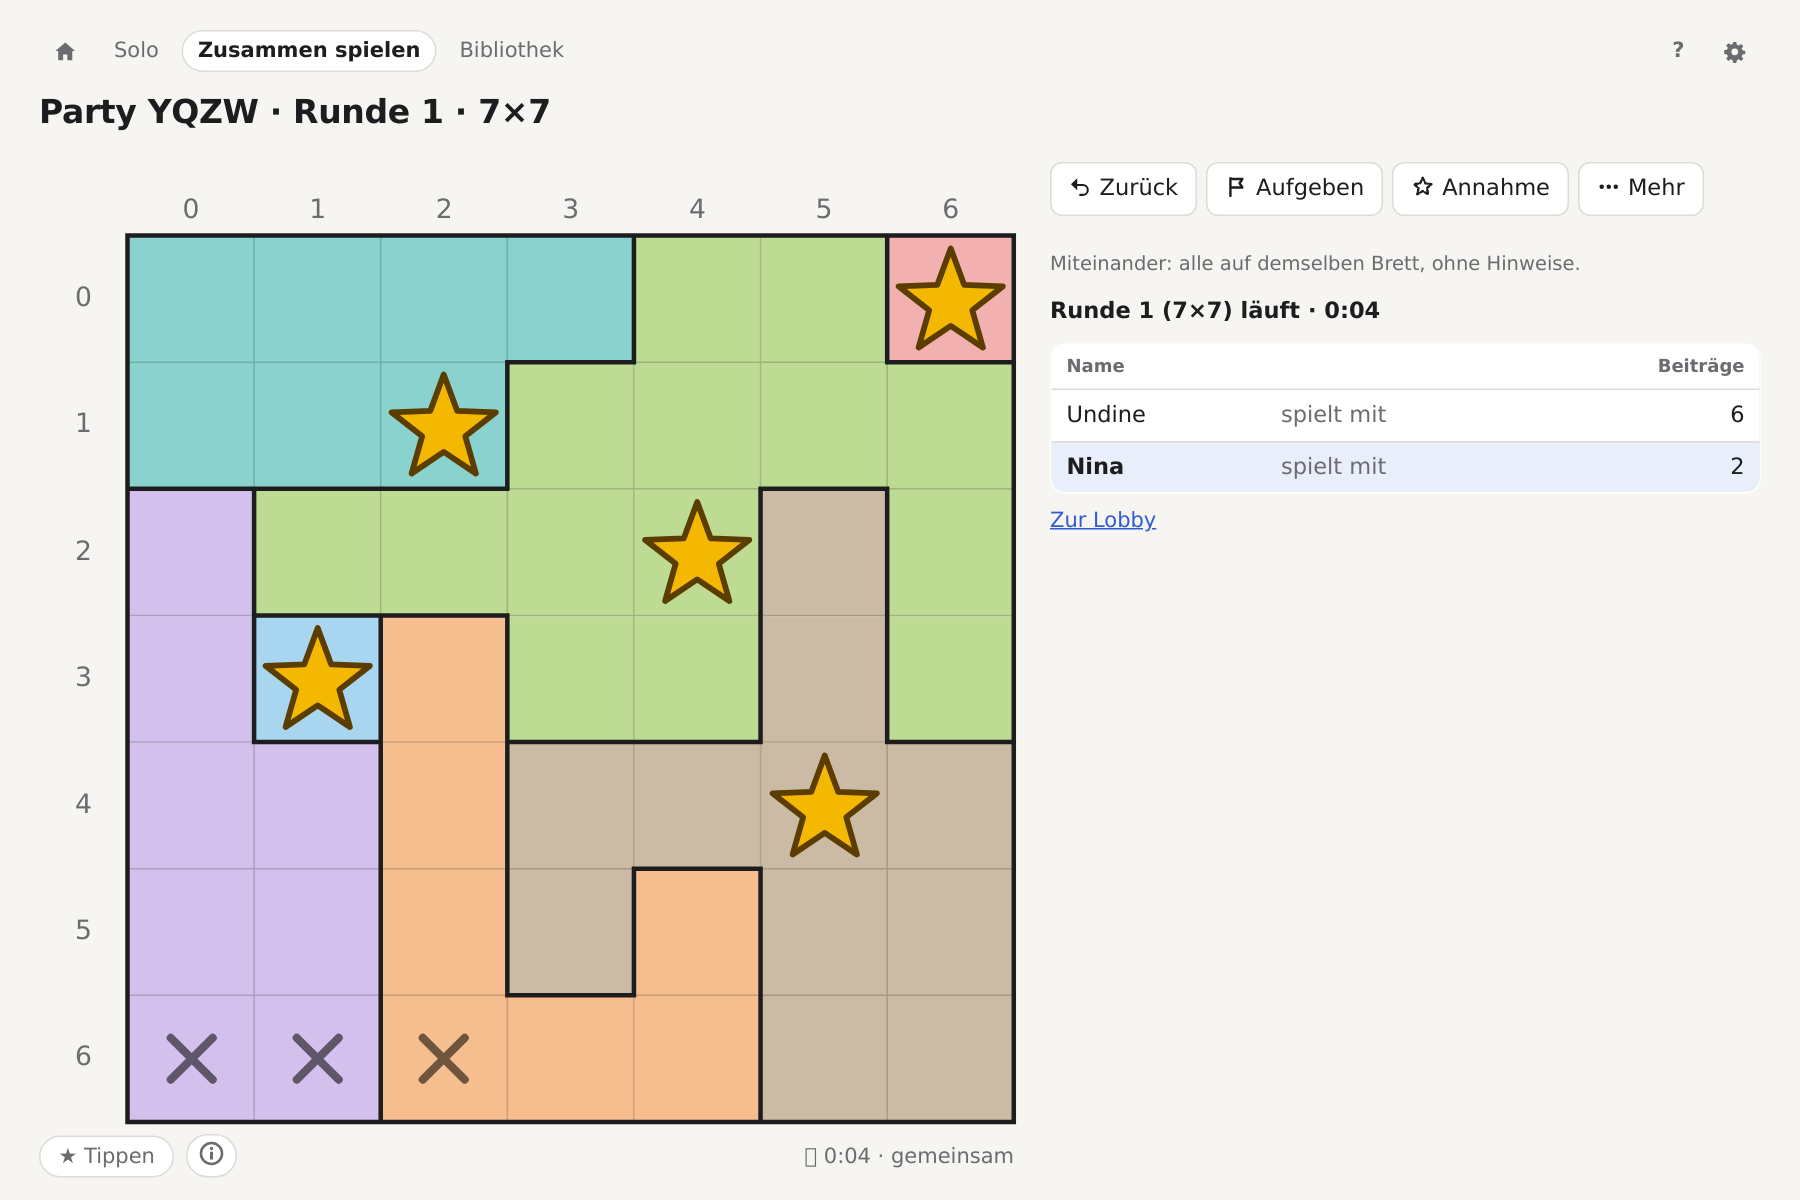 Solo Zusammen spielen Bibliothek ?
Party YQZW · Runde 1 · 7×7
Zurück Aufgeben Annahme Mehr
0 1 2 3 4 5 6
0
1
2
3
4
5
6
Miteinander: alle auf demselben Brett, ohne Hinweise.
Runde 1 (7×7) läuft · 0:04
Name Beiträge
Undine spielt mit 6
Nina spielt mit 2
Zur Lobby
★ Tippen 0:04 · gemeinsam